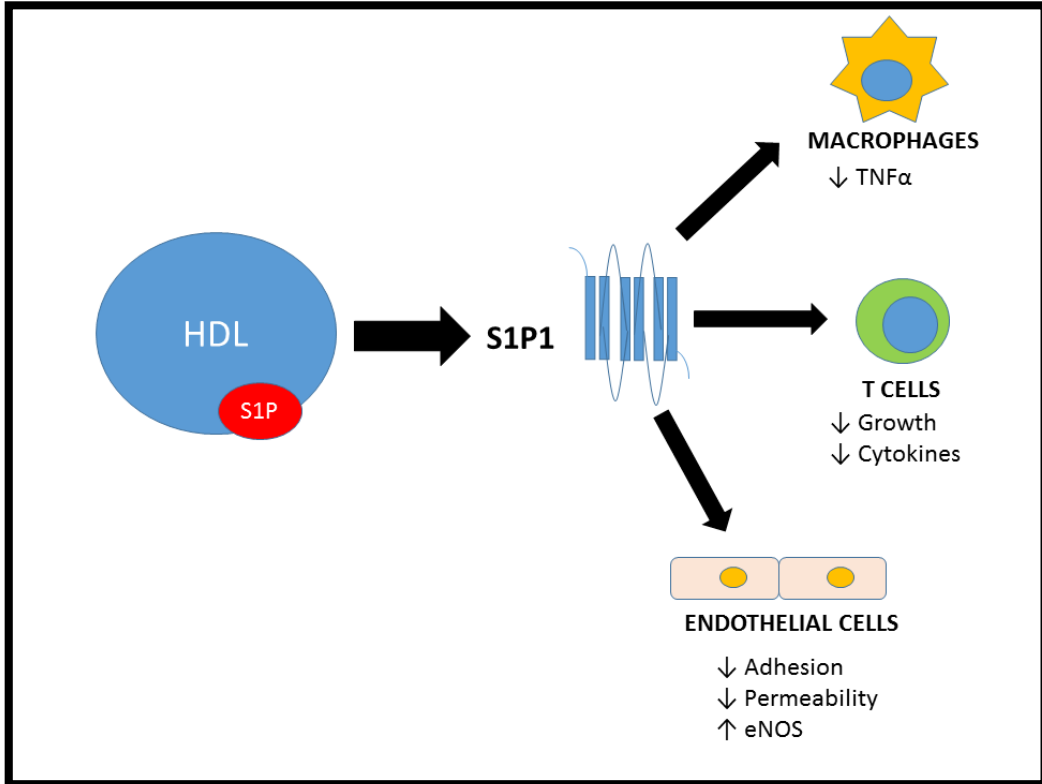 HDL
S1P
S1P1
MACROPHAGES
↓ TNFα
T CELLS
↓ Growth
↓ Cytokines
ENDOTHELIAL CELLS
↓ Adhesion
↓ Permeability
↑ eNOS